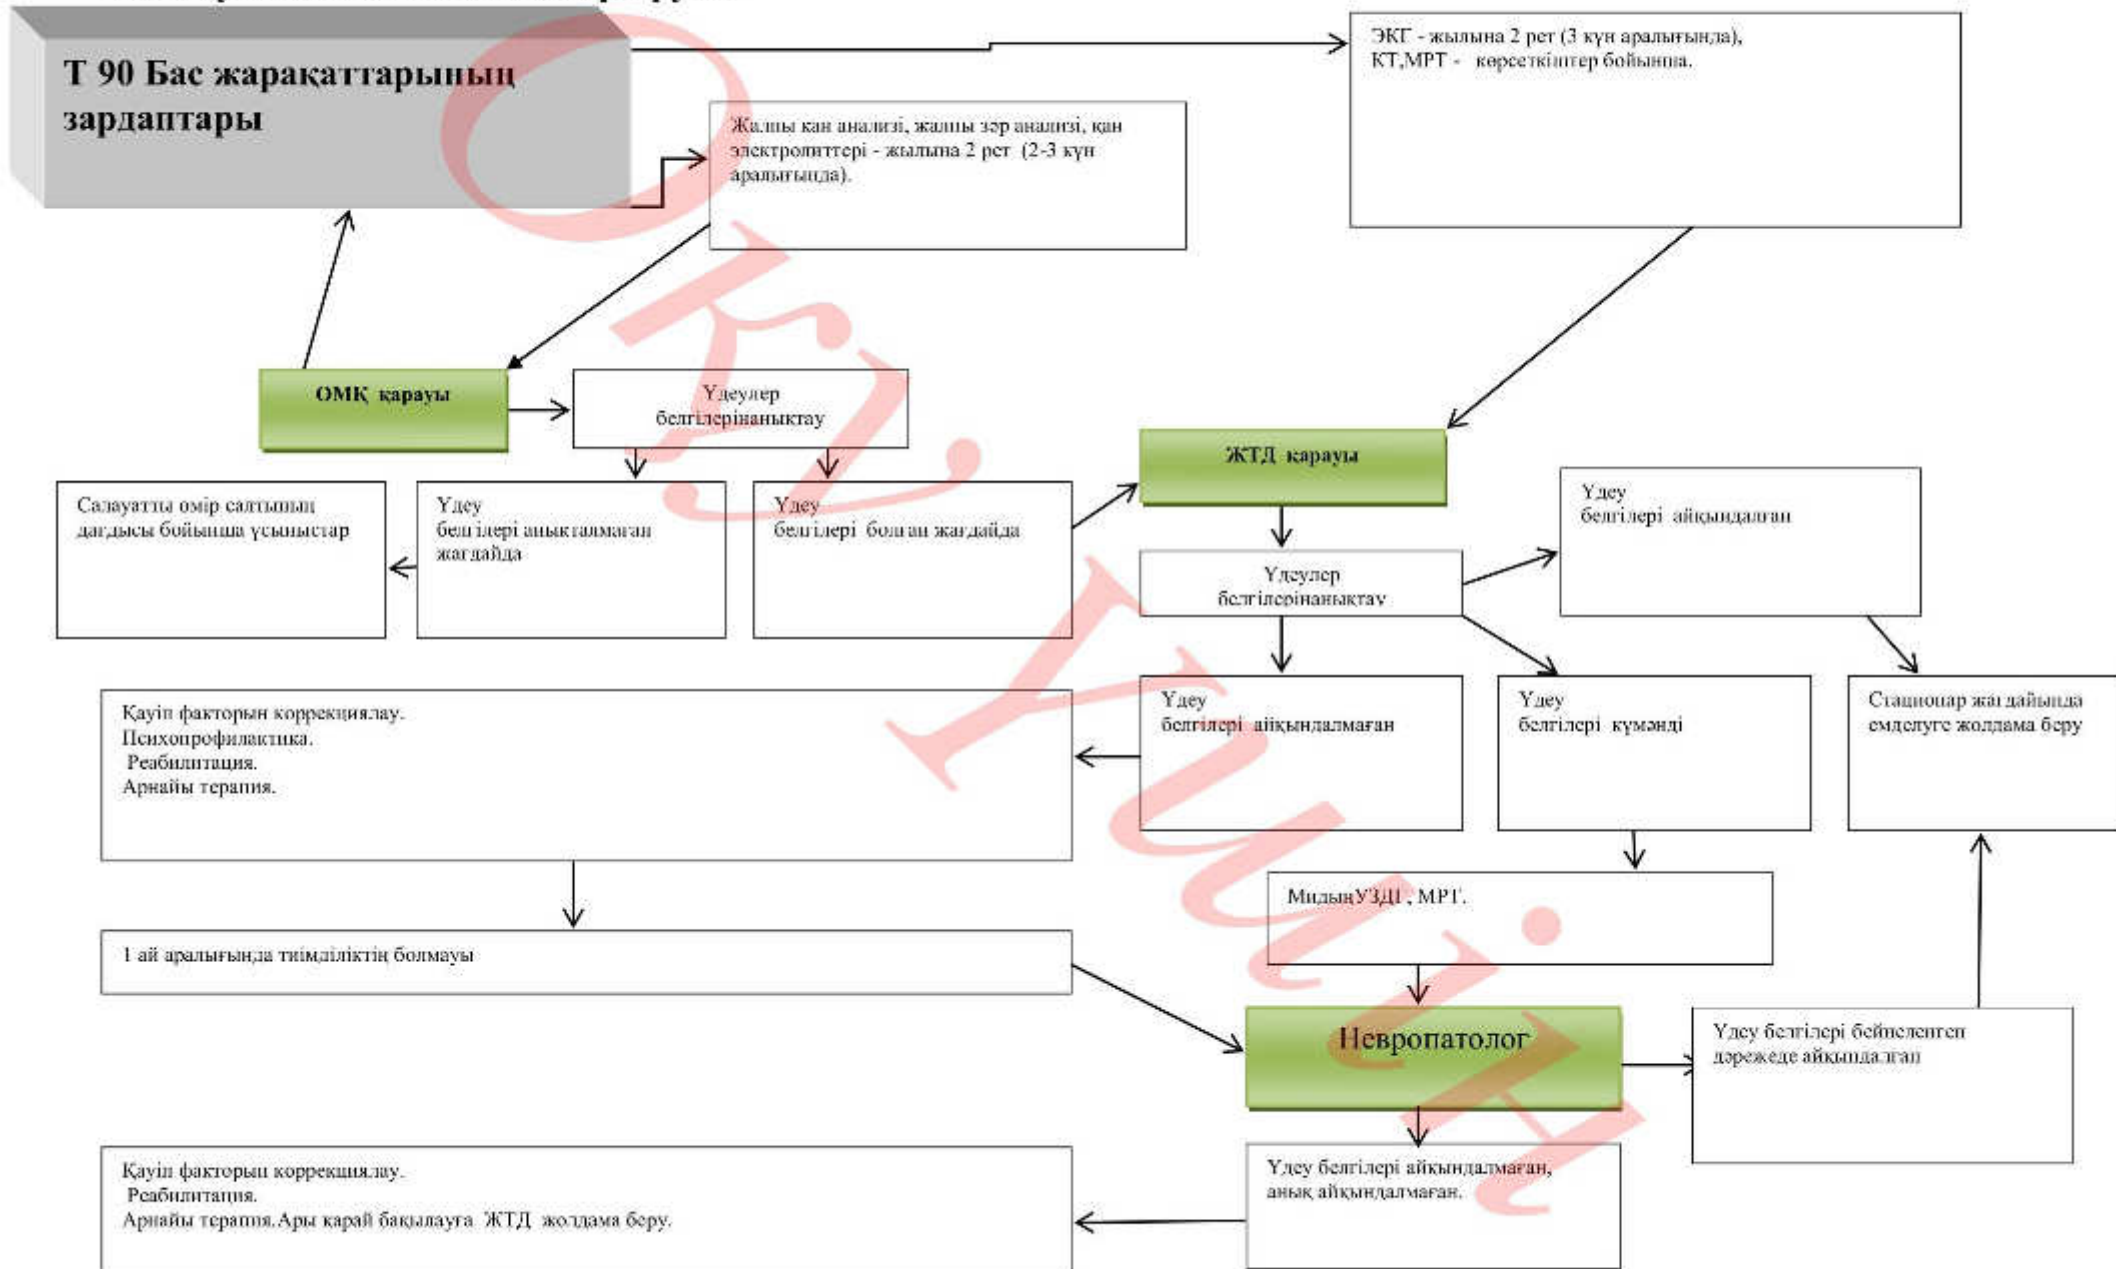 Т 90 Бас жарақаттарының
зардаптары
ЭКГ - жылына 2 рет (3 күн аралығында),
КТ,МРТ - көрсеткіштер бойынша.
Жалпы қан анализі, жалпы зәр анализі, қан
электролиттері - жылына 2 рет (2-3 күн
аралығында).
ОМҚ қарауы
Үдеулер
белгілерінанықтау
ЖТД қарауы
Салауатты өмір салтының
дағдысы бойынша ұсыныстар
Үдеу
белгілері анықталмаған
жағдайда
Үдеу
белгілері болған жағдайда
Үдеу
белгілері айқындалған
Үдеулер
белгілерінанықтау
Қауіп факторын коррекциялау.
Психопрофилактика.
Реабилитация.
Арнайы терапия.
Үдеу
белгілері айқындалмаған
Үдеу
белгілері күмәнді
Стационар жағдайында
емделуге жолдама беру
МидыңУЗДГ, МРТ.
1 ай аралығында тиімділіктің болмауы
Невропатолог
Үдеу белгілері бейнеленген
дәрежеде айқындалған
Қауіп факторын коррекциялау.
Реабилитация.
Арнайы терапия.Ары қарай бақылауға ЖТД жолдама беру.
Үдеу белгілері айқындалмаған,
анық айқындалмаған.
Оқу үшін